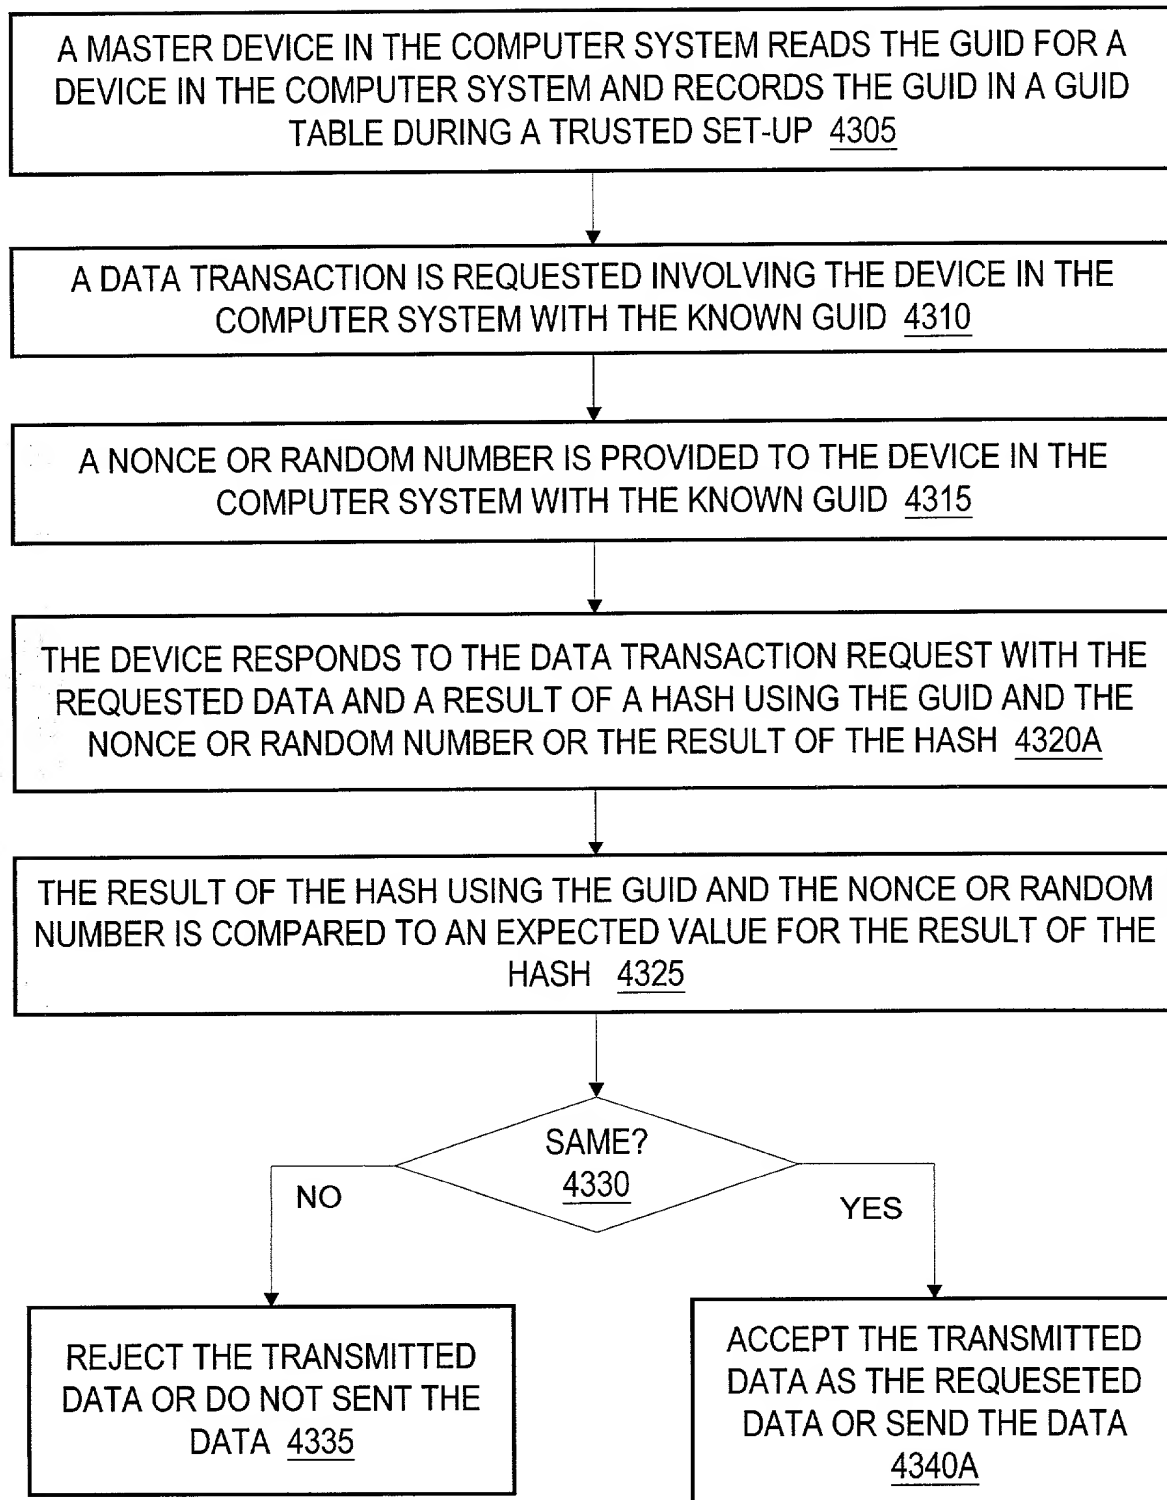 A MASTER DEVICE IN THE COMPUTER SYSTEM READS THE GUID FOR A
DEVICE IN THE COMPUTER SYSTEM AND RECORDS THE GUID IN A GUID
TABLE DURING A TRUSTED SET-UP 4305
A DATA TRANSACTION IS REQUESTED INVOLVING THE DEVICE IN THE
COMPUTER SYSTEM WITH THE KNOWN GUID 4310
A NONCE OR RANDOM NUMBER IS PROVIDED TO THE DEVICE IN THE
COMPUTER SYSTEM WITH THE KNOWN GUID 4315
THE DEVICE RESPONDS TO THE DATA TRANSACTION REQUEST WITH THE
REQUESTED DATA AND A RESULT OF A HASH USING THE GUID AND THE
NONCE OR RANDOM NUMBER OR THE RESULT OF THE HASH 4320A
THE RESULT OF THE HASH USING THE GUID AND THE NONCE OR RANDOM
NUMBER IS COMPARED TO AN EXPECTED VALUE FOR THE RESULT OF THE
HASH 4325
SAME?
4330
NO
YES
REJECT THE TRANSMITTED
DATA OR DO NOT SENT THE
DATA 4335
ACCEPT THE TRANSMITTED
DATA AS THE REQUESETED
DATA OR SEND THE DATA
4340A